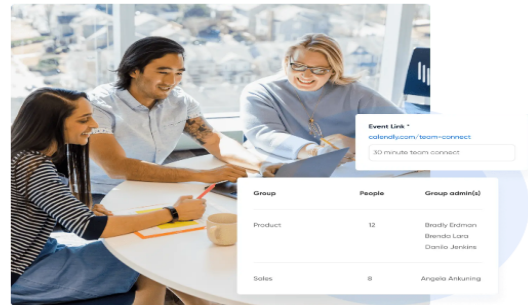 Event Link *
calendly.com/team-connect
30 minute team connect
Group People Group admin(s)
Product 12 Bradly Erdman
Brenda Lara
Danilo Jenkins
Sales 8 Angela Ankuning